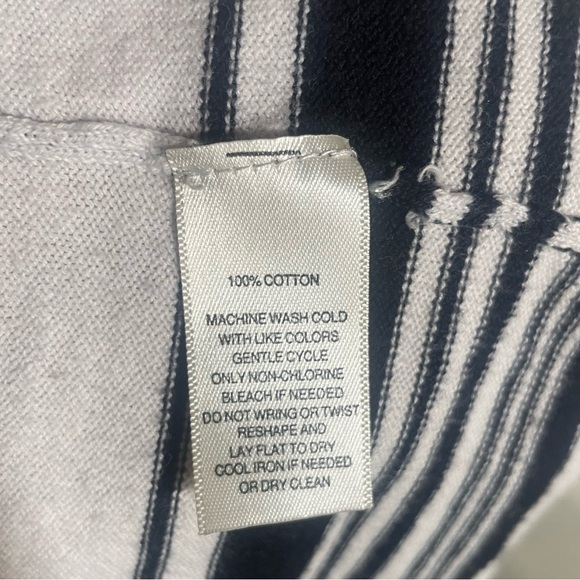 100% COTTON
MACHINE WASH COLD
WITH LIKE COLORS
GENTLE CYCLE
ONLY NON-CHLORINE
BLEACH IF NEEDED
DO NOT WRING OR TWIST
RESHAPE AND
LAY FLAT TO DRY
COOL IRON IF NEEDED
OR DRY CLEAN